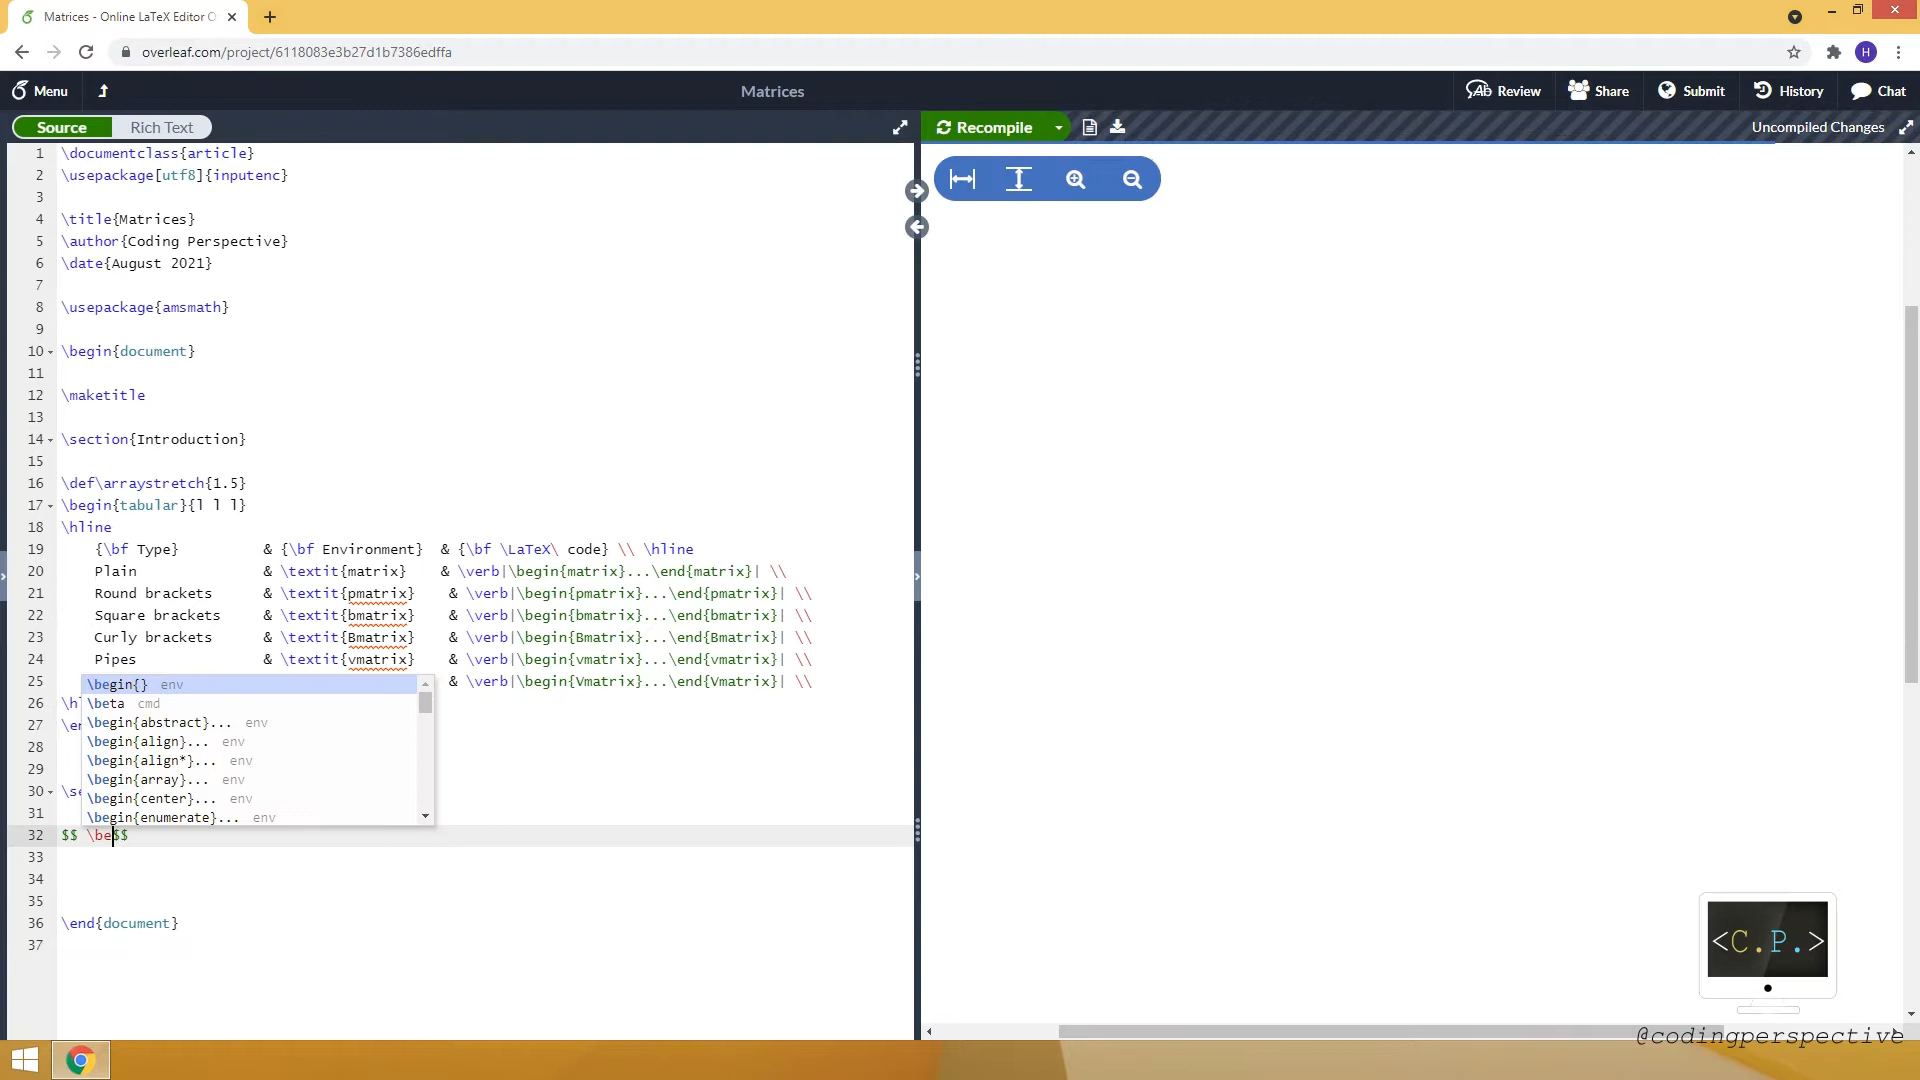 Matrices - Online LaTeX Editor O
overleaf.com/project/6118083e3b27d1b7386edffa
H
Menu
Matrices
Review
Share
Submit
History
Chat
Source
Rich Text
Recompile
Uncompiled Changes
1 \documentclass{article}
2 \usepackage[utf8]{inputenc}
3
4 \title{Matrices}
5 \author{Coding Perspective}
6 \date{August 2021}
7
8 \usepackage{amsmath}
9
10 \begin{document}
11
12 \maketitle
13
14 \section{Introduction}
15
16 \def\arraystretch{1.5}
17 \begin{tabular}{l l l}
18 \hline
19 {\bf Type} & {\bf Environment} & {\bf \LaTeX\ code} \\ \hline
20 Plain & \textit{matrix} & \verb|\begin{matrix}...\end{matrix}| \\
21 Round brackets & \textit{pmatrix} & \verb|\begin{pmatrix}...\end{pmatrix}| \\
22 Square brackets & \textit{bmatrix} & \verb|\begin{bmatrix}...\end{bmatrix}| \\
23 Curly brackets & \textit{Bmatrix} & \verb|\begin{Bmatrix}...\end{Bmatrix}| \\
24 Pipes & \textit{vmatrix} & \verb|\begin{vmatrix}...\end{vmatrix}| \\
25 & \verb|\begin{Vmatrix}...\end{Vmatrix}| \\
26 \h
27 \e
28
29
30 \s
31
\begin{} env
\beta cmd
\begin{abstract}... env
\begin{align}... env
\begin{align*}... env
\begin{array}... env
\begin{center}... env
\begin{enumerate}... env
32 $$ \be$$
33
34
35
36 \end{document}
37
<C.P.>
@codingperspective